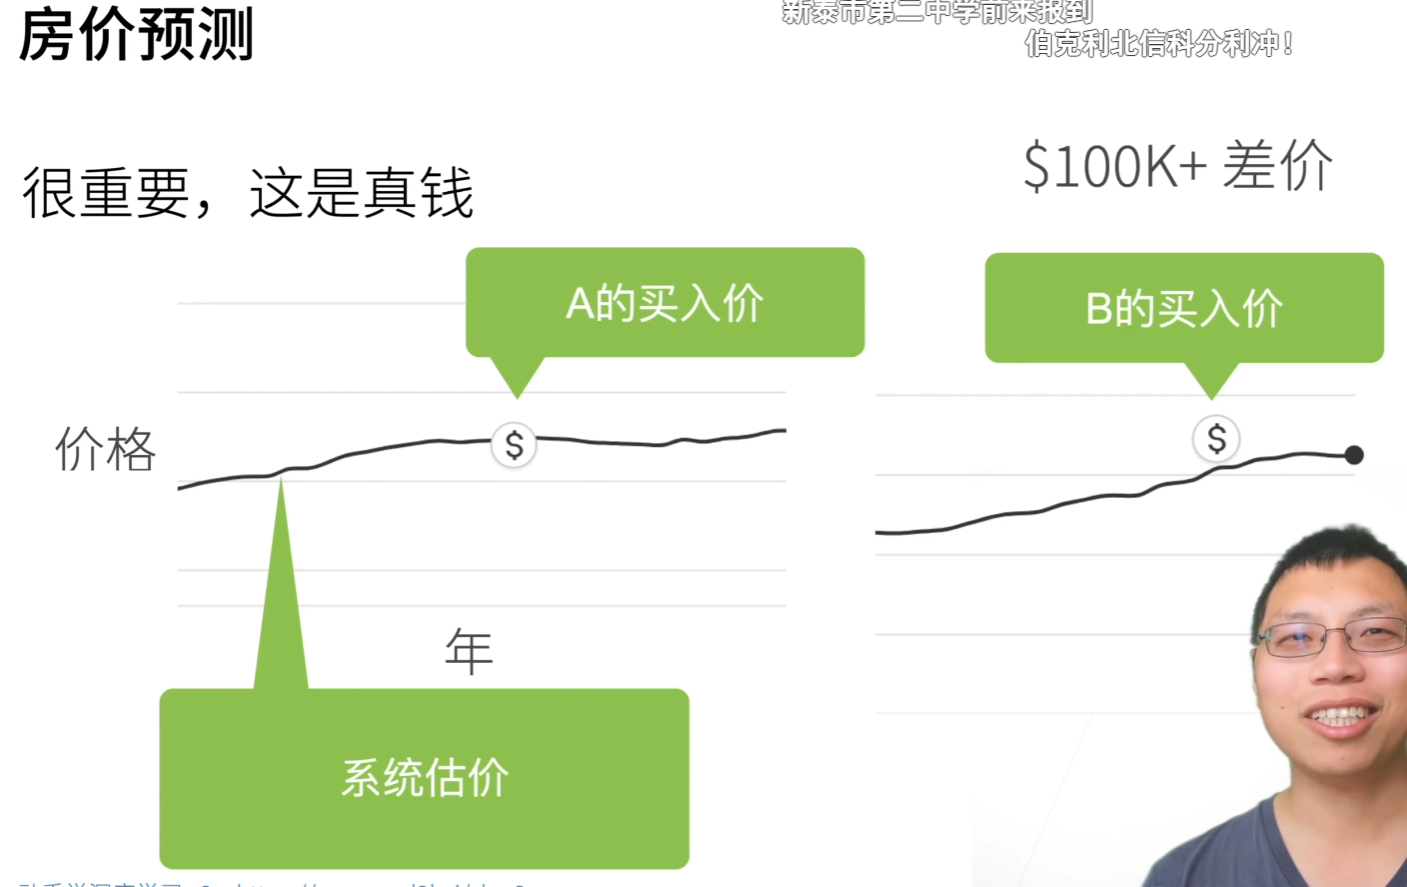 房价预测
新泰市第二中学前来报到
伯克利北信科分利冲！
$100K+ 差价
很重要，这是真钱
A的买入价
B的买入价
价格
$
$
年
系统估价